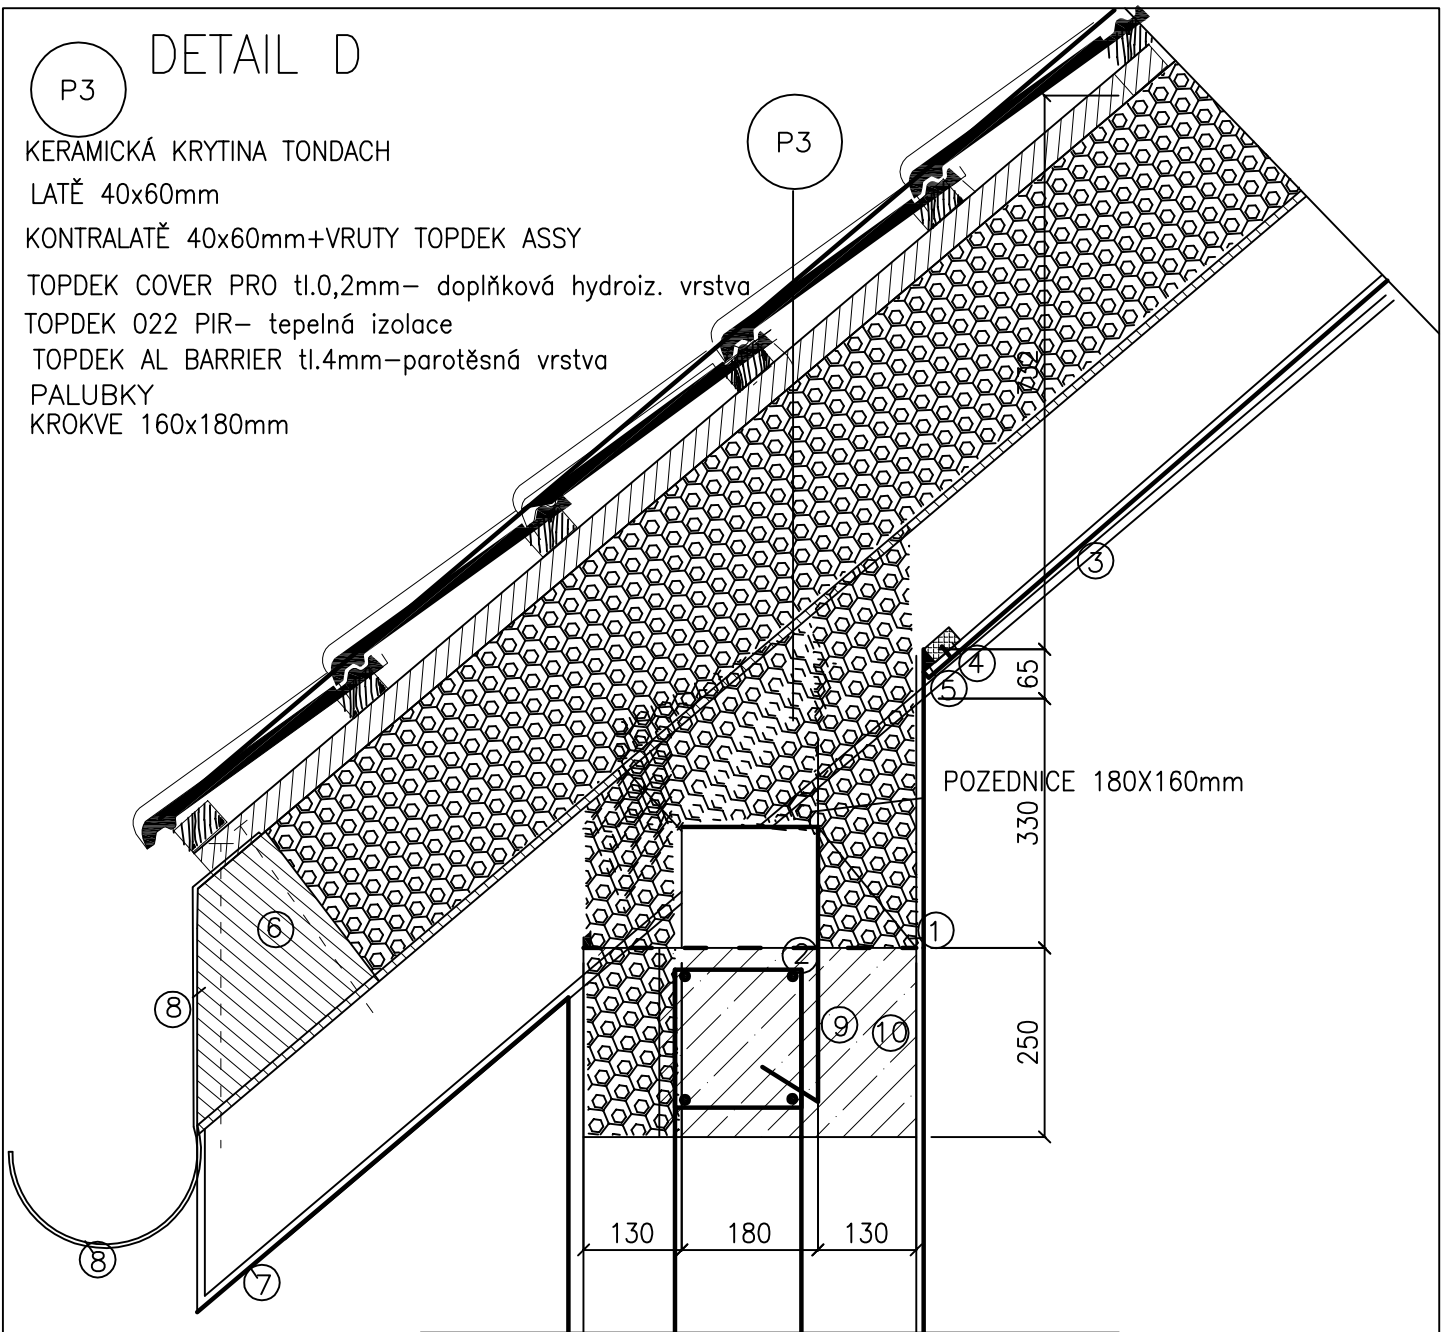 DETAIL D
P3
KERAMICKÁ KRYTINA TONDACH
LATĚ 40x60mm
KONTRALATĚ 40x60mm+VRUTY TOPDEK ASSY
TOPDEK COVER PRO tl.0,2mm– doplňková hydroiz. vrstva
TOPDEK 022 PIR– tepelná izolace
TOPDEK AL BARRIER tl.4mm–parotěsná vrstva
PALUBKY
KROKVE 160x180mm
P3
3
4
65
5
POZEDNICE 180X160mm
330
1
6
2
8
9
10
250
130
180
130
8
7